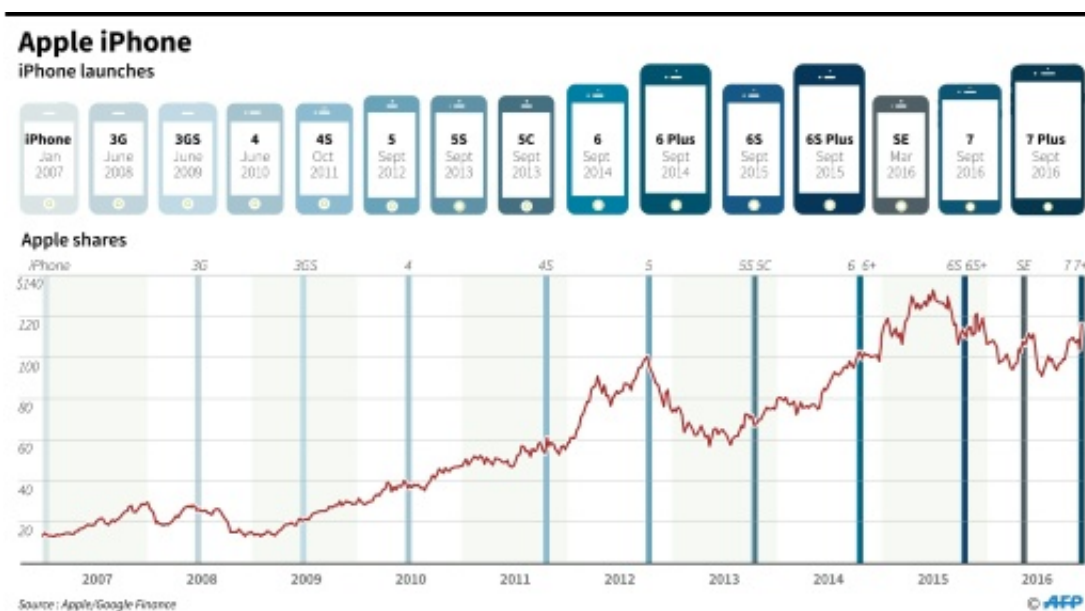 Apple iPhone
iPhone launches
iPhone Jan 2007
3G June 2008
3GS June 2009
4 June 2010
4S Oct 2011
5 Sept 2012
5S Sept 2013
5C Sept 2013
6 Sept 2014
6 Plus Sept 2014
6S Sept 2015
6S Plus Sept 2015
SE Mar 2016
7 Sept 2016
7 Plus Sept 2016
Apple shares
iPhone 3G 3GS 4 4S 5 5S 5C 6 6+ 6S 6S+ SE 7 7+
$140
120
100
80
60
40
20
2007 2008 2009 2010 2011 2012 2013 2014 2015 2016
Source : Apple/Google Finance
© AFP